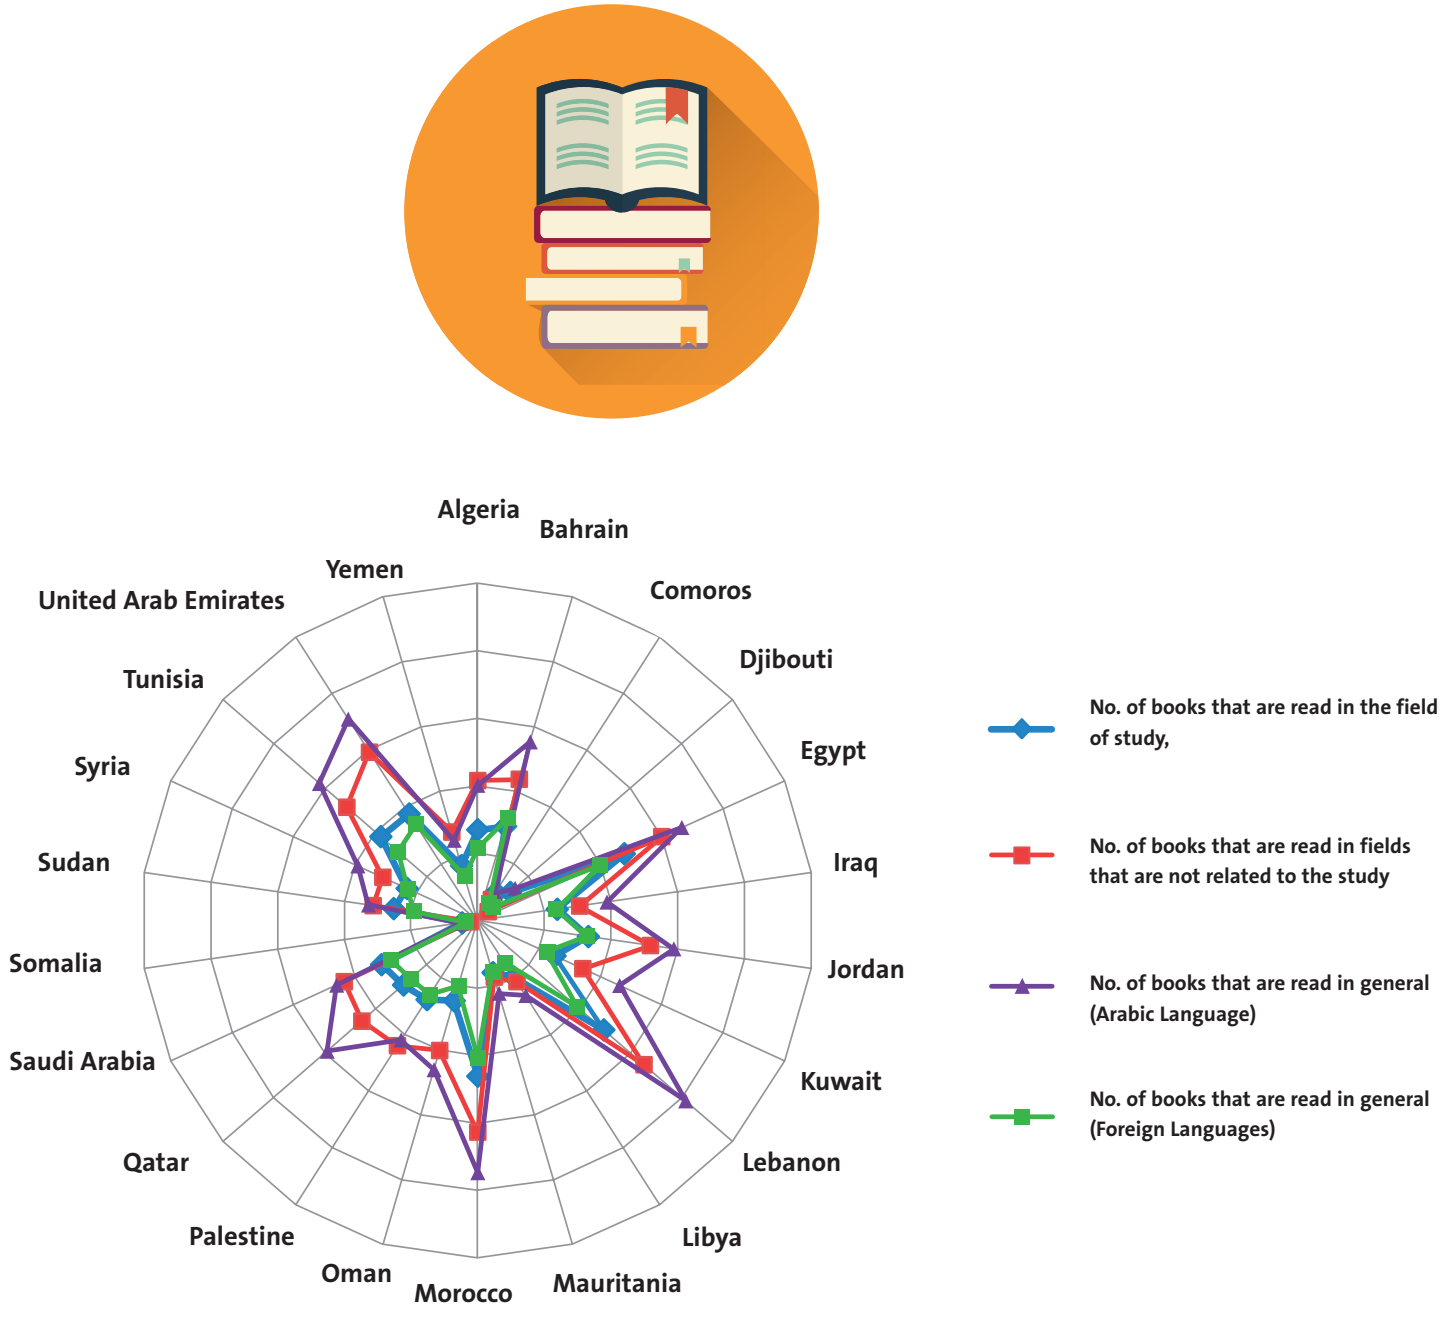 Algeria
Bahrain
Comoros
Djibouti
Egypt
Iraq
Jordan
Kuwait
Lebanon
Libya
Mauritania
Morocco
Oman
Palestine
Qatar
Saudi Arabia
Somalia
Sudan
Syria
Tunisia
United Arab Emirates
Yemen
No. of books that are read in the field
of study,
No. of books that are read in fields
that are not related to the study
No. of books that are read in general
(Arabic Language)
No. of books that are read in general
(Foreign Languages)